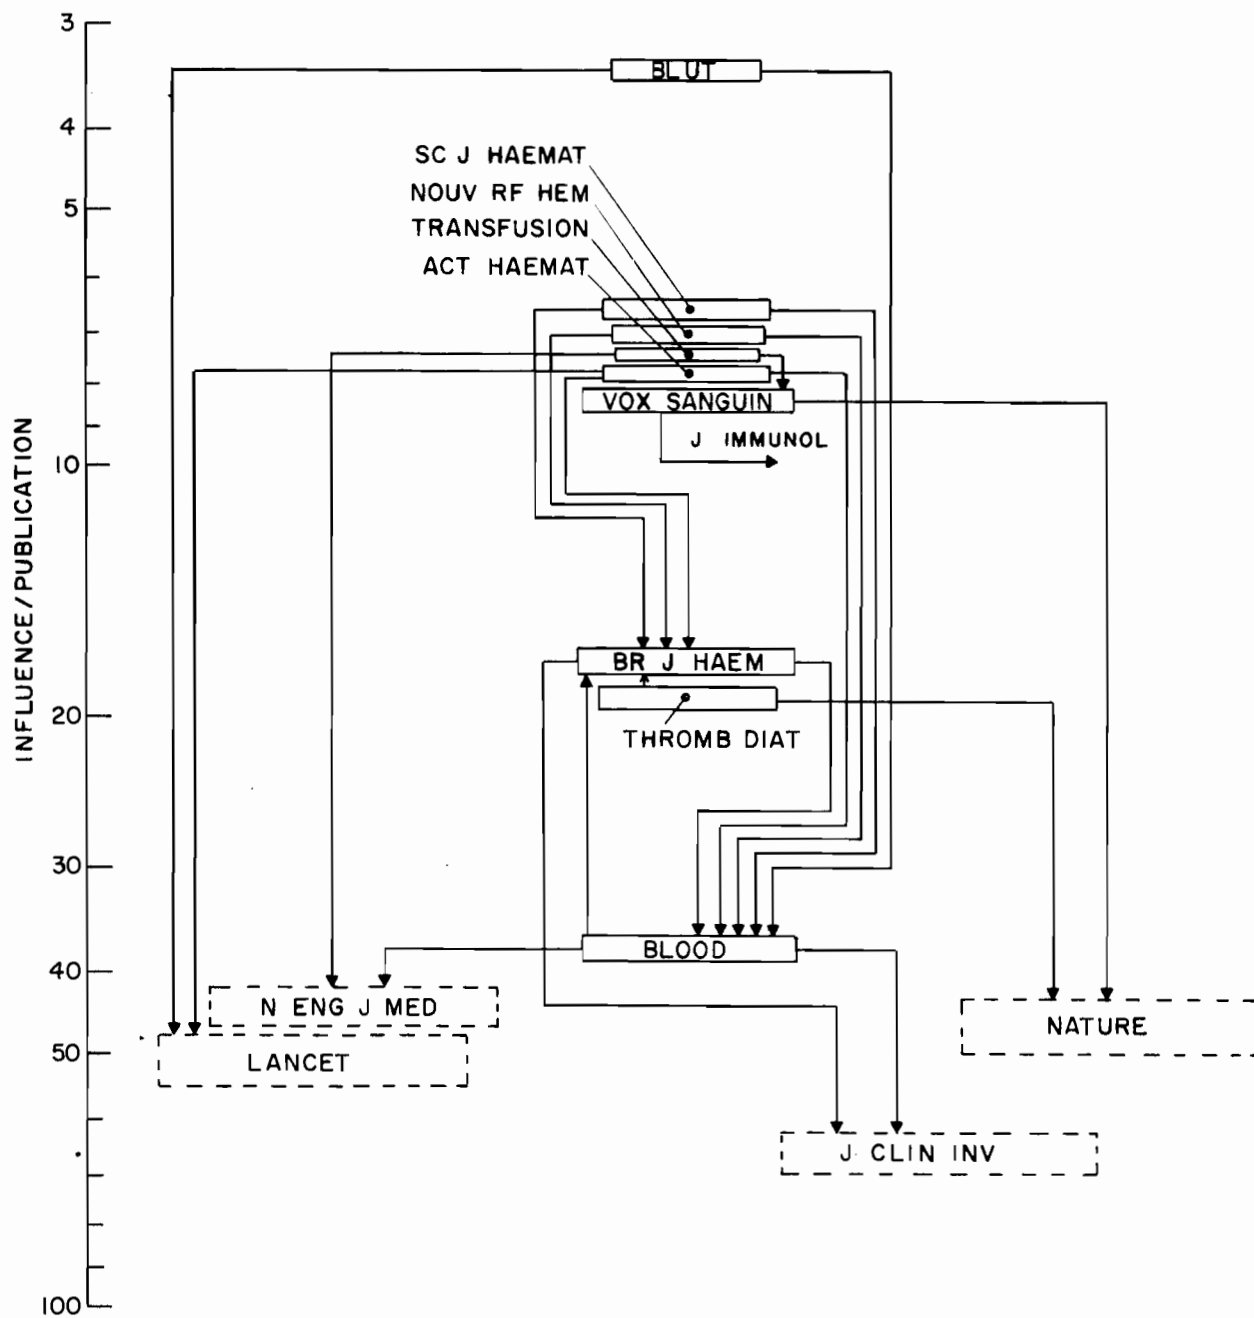 3
BLUT
4
SC J HAEMAT
NOUV RF HEM
5
TRANSFUSION
ACT HAEMAT
VOX SANGUIN
J IMMUNOL
10
INFLUENCE/PUBLICATION
BR J HAEM
20
THROMB DIAT
30
BLOOD
40
N ENG J MED
NATURE
50
LANCET
J CLIN INV
100